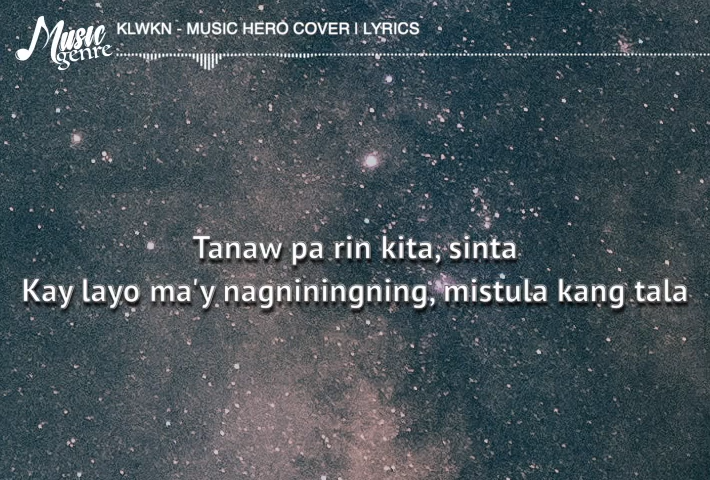 Music
genre
KLWKN - MUSIC HERO COVER | LYRICS
Tanaw pa rin kita, sinta
Kay layo ma'y nagniningning, mistula kang tala